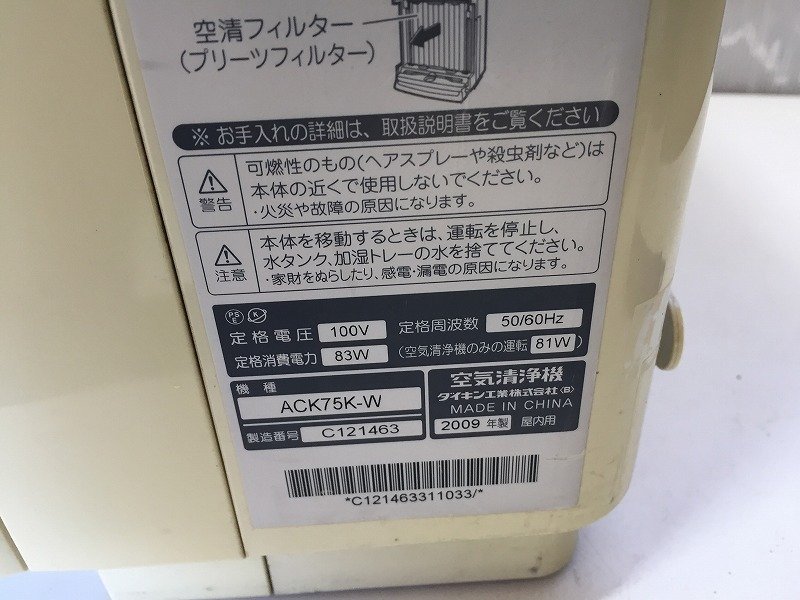 空清フィルター
(プリーツフィルター)
※ お手入れの詳細は、取扱説明書をご覧ください
警告
可燃性のもの(ヘアスプレーや殺虫剤など)は
本体の近くで使用しないでください。
・火災や故障の原因になります。
注意
本体を移動するときは、運転を停止し、
水タンク、加湿トレーの水を捨ててください。
・家財をぬらしたり、感電・漏電の原因になります。
PS
E
K
定格電圧 100V 定格周波数 50/60Hz
定格消費電力 83W (空気清浄機のみの運転 81W)
機種
ACK75K-W
製造番号 C121463
空気清浄機
ダイキン工業株式会社〈B〉
MADE IN CHINA
2009 年製 屋内用
*C121463311033/*